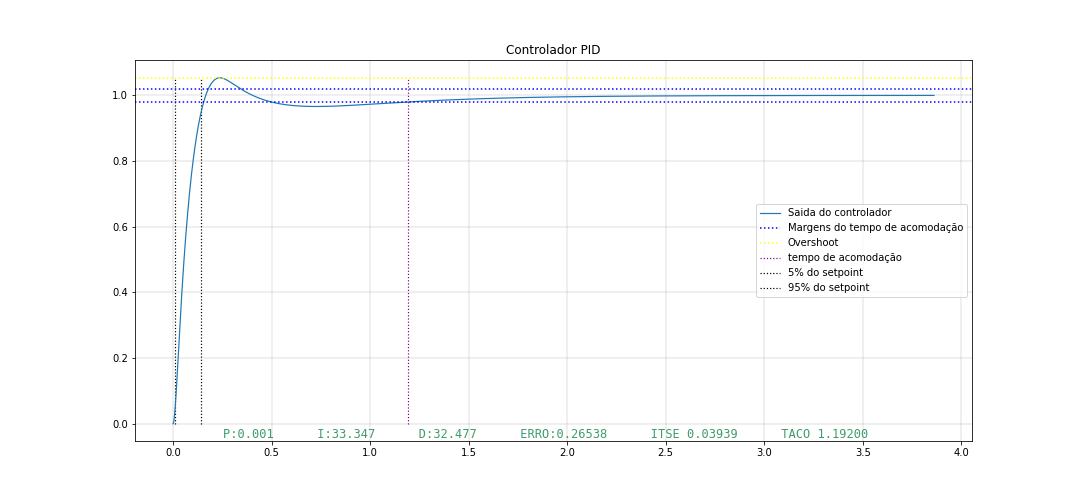 Controlador PID
1.0
0.8
0.6
0.4
0.2
0.0
Saida do controlador
Margens do tempo de acomodação
Overshoot
tempo de acomodação
5% do setpoint
95% do setpoint
P:0.001 I:33.347 D:32.477 ERRO:0.26538 ITSE 0.03939 TACO 1.19200
0.0 0.5 1.0 1.5 2.0 2.5 3.0 3.5 4.0